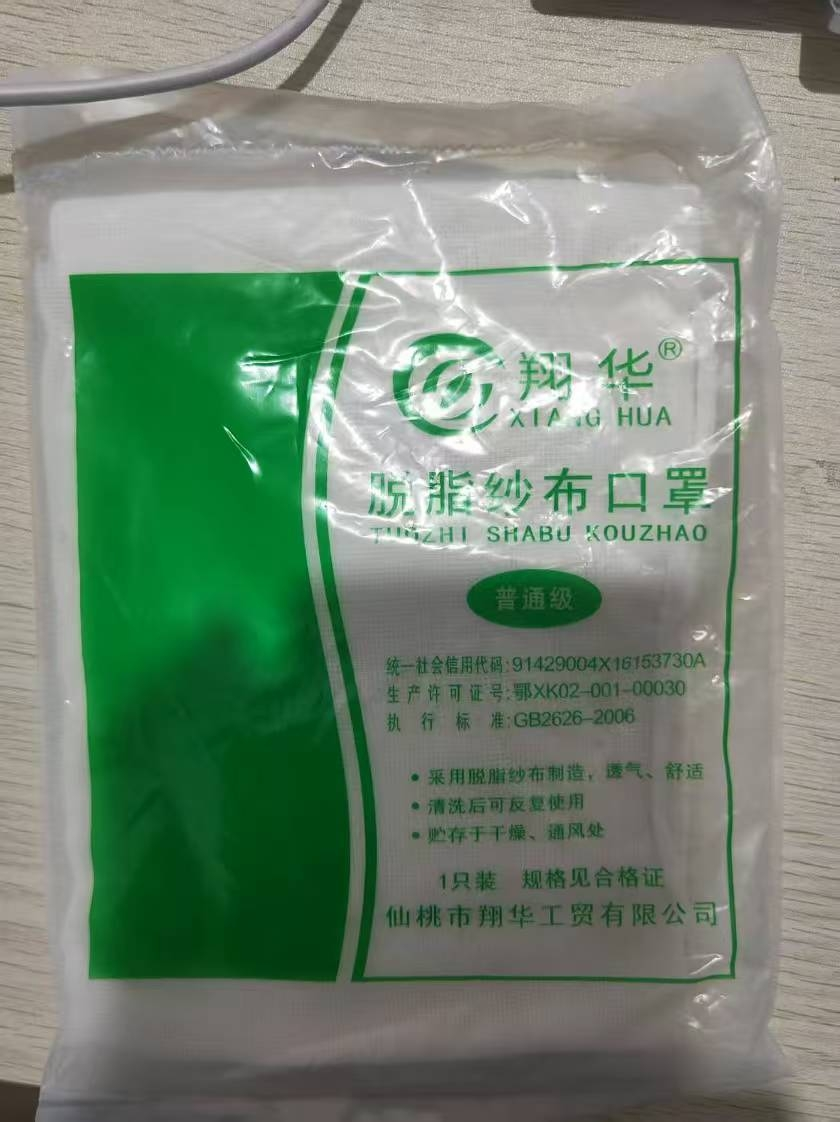 翔华®
XIANG HUA
脱脂纱布口罩
TUOZHI SHABU KOUZHAO
普通级
统一社会信用代码:91429004X16153730A
生产许可证号:鄂XK02-001-00030
执行标准:GB2626-2006
•采用脱脂纱布制造，透气、舒适
•清洗后可反复使用
•贮存于干燥、通风处
1只装 规格见合格证
仙桃市翔华工贸有限公司